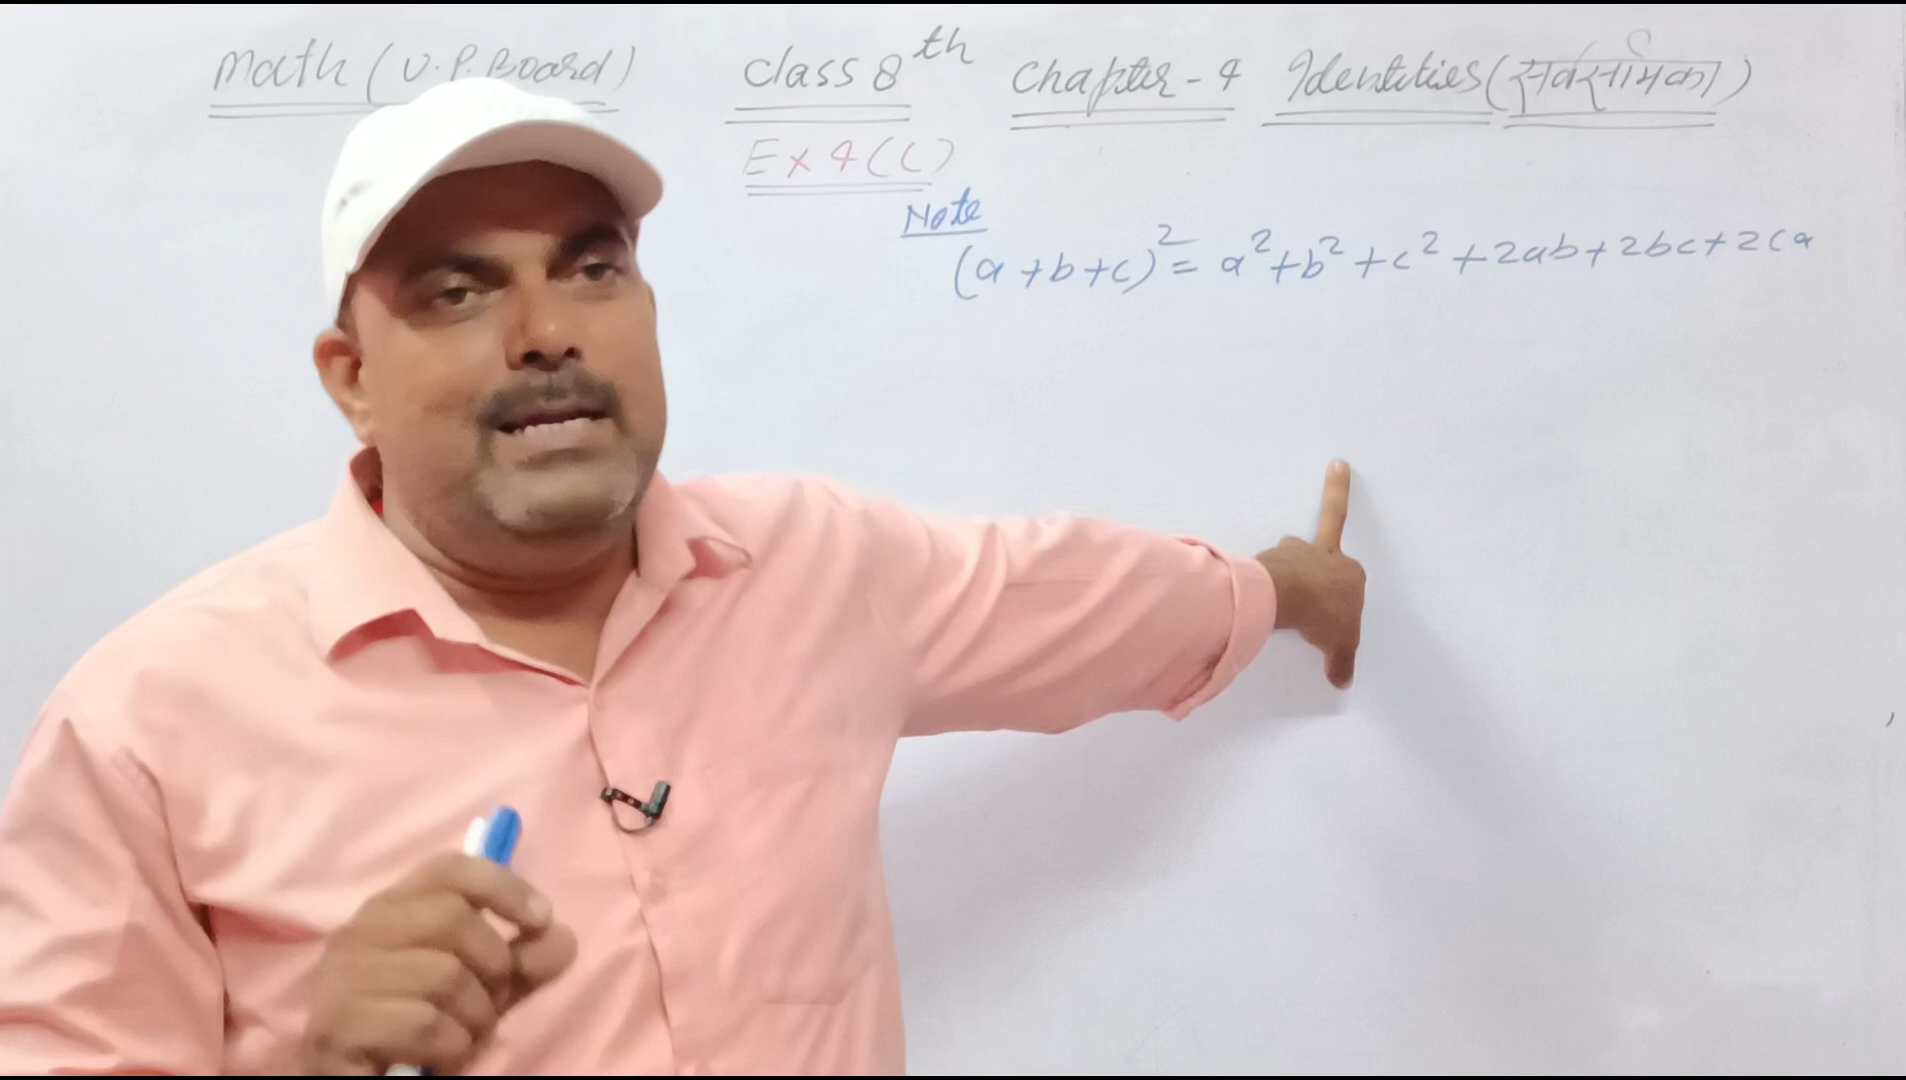 Math (U.P. Board) Class 8th Chapter-4 Identities (सर्वसमिका)
Ex 4(C)
Note
(a+b+c)² = a²+b²+c²+2ab+2bc+2ca